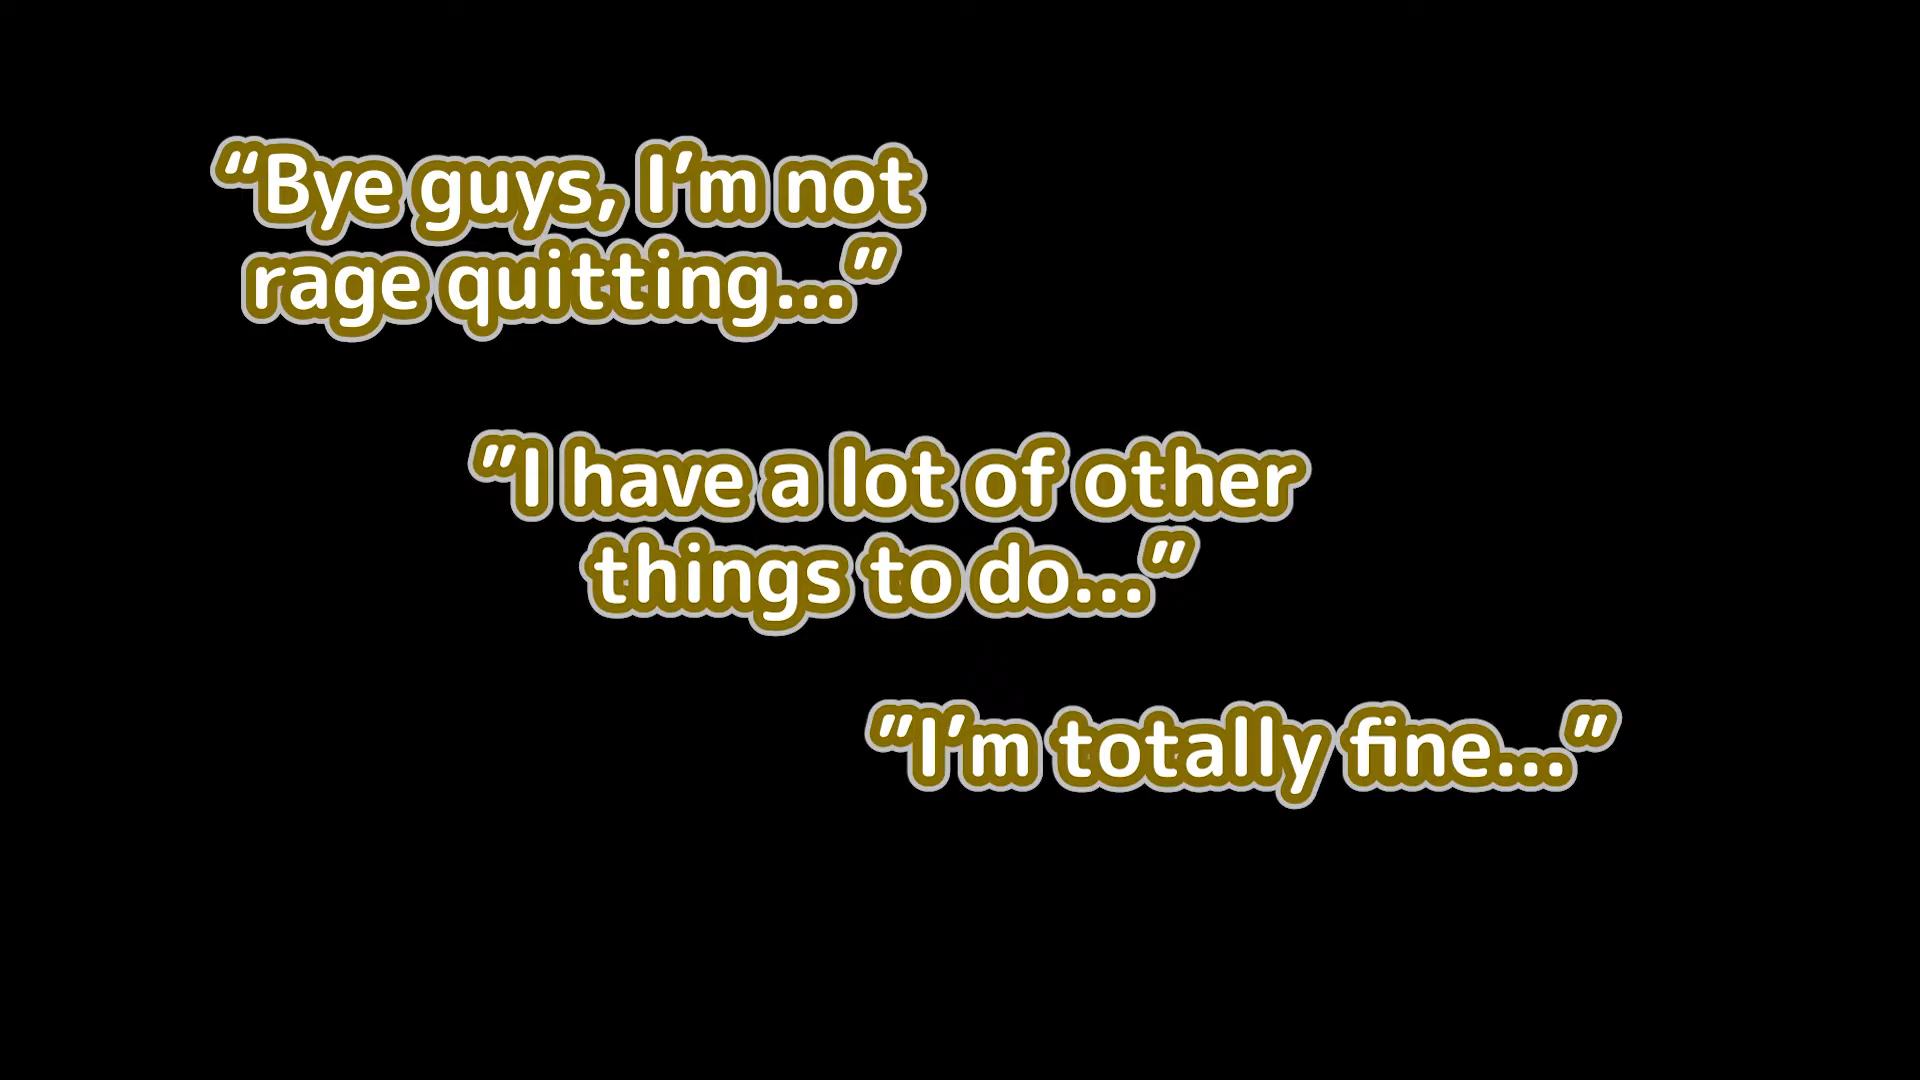 “Bye guys, I’m not
rage quitting...”
”I have a lot of other
things to do...”
”I’m totally fine...”